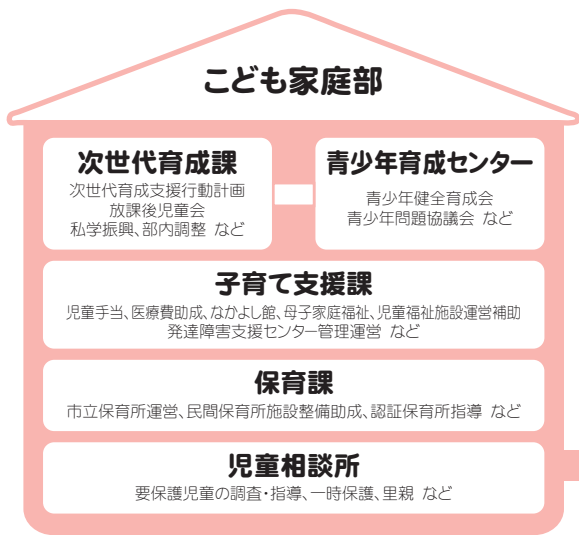 こども家庭部
次世代育成課
次世代育成支援行動計画
放課後児童会
私学振興、部内調整 など
青少年育成センター
青少年健全育成会
青少年問題協議会 など
子育て支援課
児童手当、医療費助成、なかよし館、母子家庭福祉、児童福祉施設運営補助
発達障害支援センター管理運営 など
保育課
市立保育所運営、民間保育所施設整備助成、認証保育所指導 など
児童相談所
要保護児童の調査・指導、一時保護、里親 など